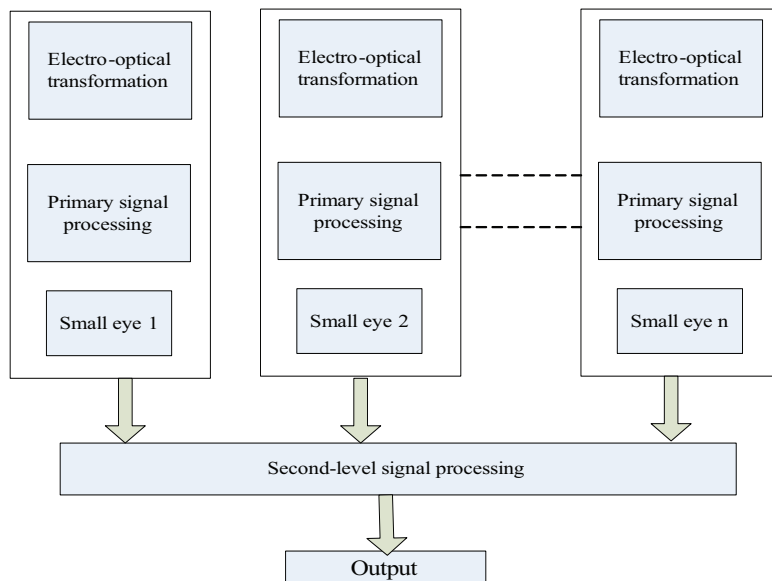 Electro-optical
transformation
Primary signal
processing
Small eye 1
Electro-optical
transformation
Primary signal
processing
Small eye 2
Electro-optical
transformation
Primary signal
processing
Small eye n
Second-level signal processing
Output